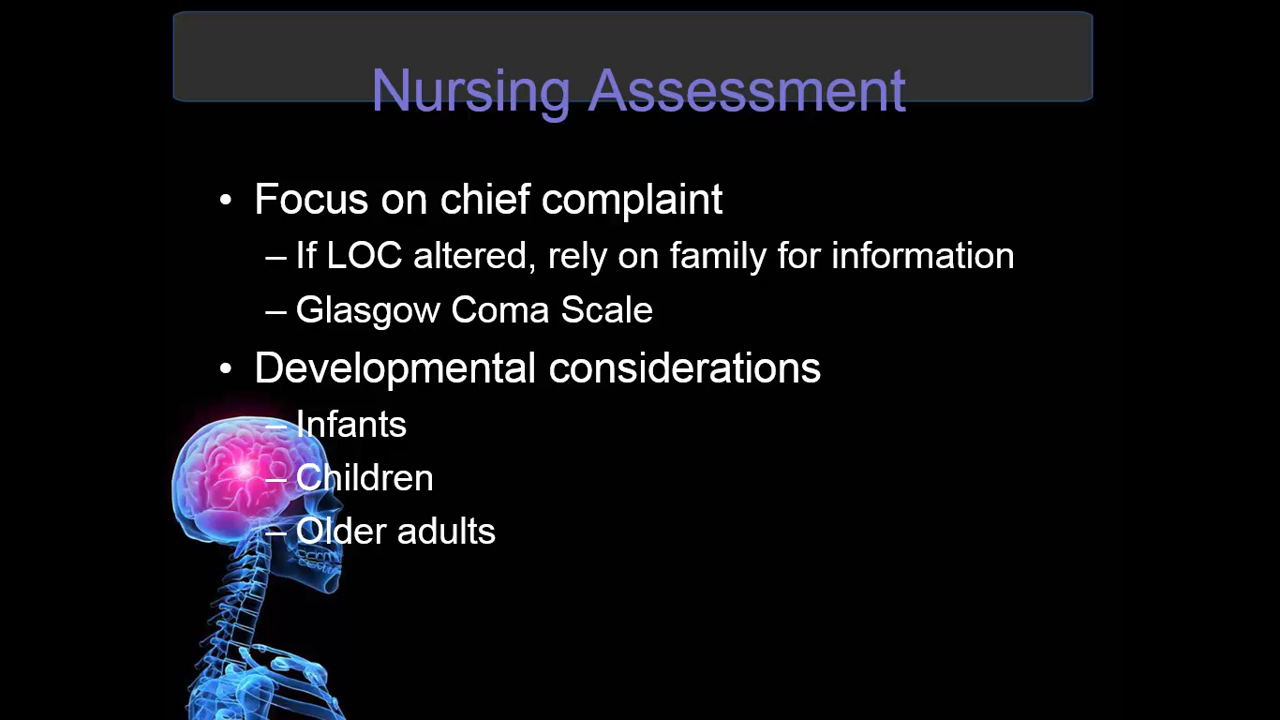 Nursing Assessment
• Focus on chief complaint
– If LOC altered, rely on family for information
– Glasgow Coma Scale
• Developmental considerations
– Infants
– Children
– Older adults